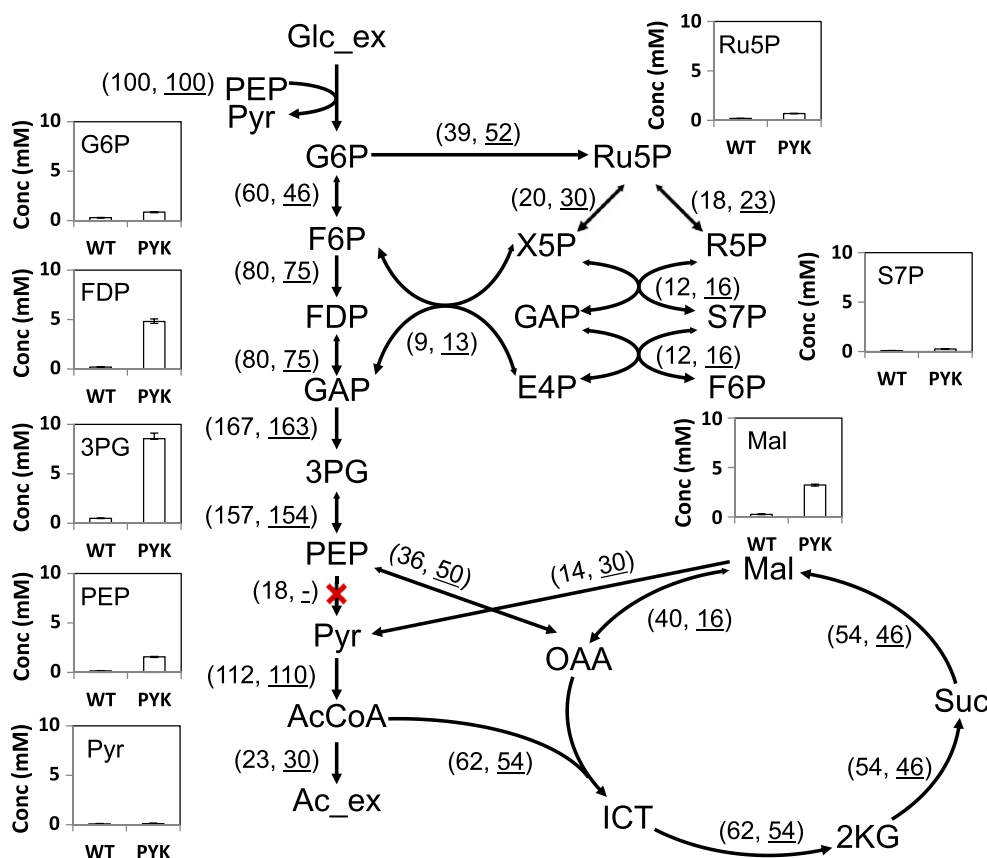 Glc_ex
(100, 100)
PEP
Pyr
G6P
(39, 52)
Ru5P
(60, 46)
(20, 30)
(18, 23)
F6P
X5P
R5P
(80, 75)
(12, 16)
FDP
GAP
S7P
(9, 13)
(80, 75)
(12, 16)
GAP
E4P
F6P
(167, 163)
3PG
(157, 154)
PEP
(36, 50)
(14, 30)
Mal
(18, -)
(40, 16)
Pyr
(54, 46)
OAA
(112, 110)
Suc
AcCoA
(62, 54)
(54, 46)
(23, 30)
Ac_ex
ICT
(62, 54)
2KG
Conc (mM)
10
5
0
G6P
WT PYK
Conc (mM)
10
5
0
FDP
WT PYK
Conc (mM)
10
5
0
3PG
WT PYK
Conc (mM)
10
5
0
PEP
WT PYK
Conc (mM)
10
5
0
Pyr
WT PYK
Conc (mM)
10
5
0
Ru5P
WT PYK
Conc (mM)
10
5
0
S7P
WT PYK
Conc (mM)
10
5
0
Mal
WT PYK